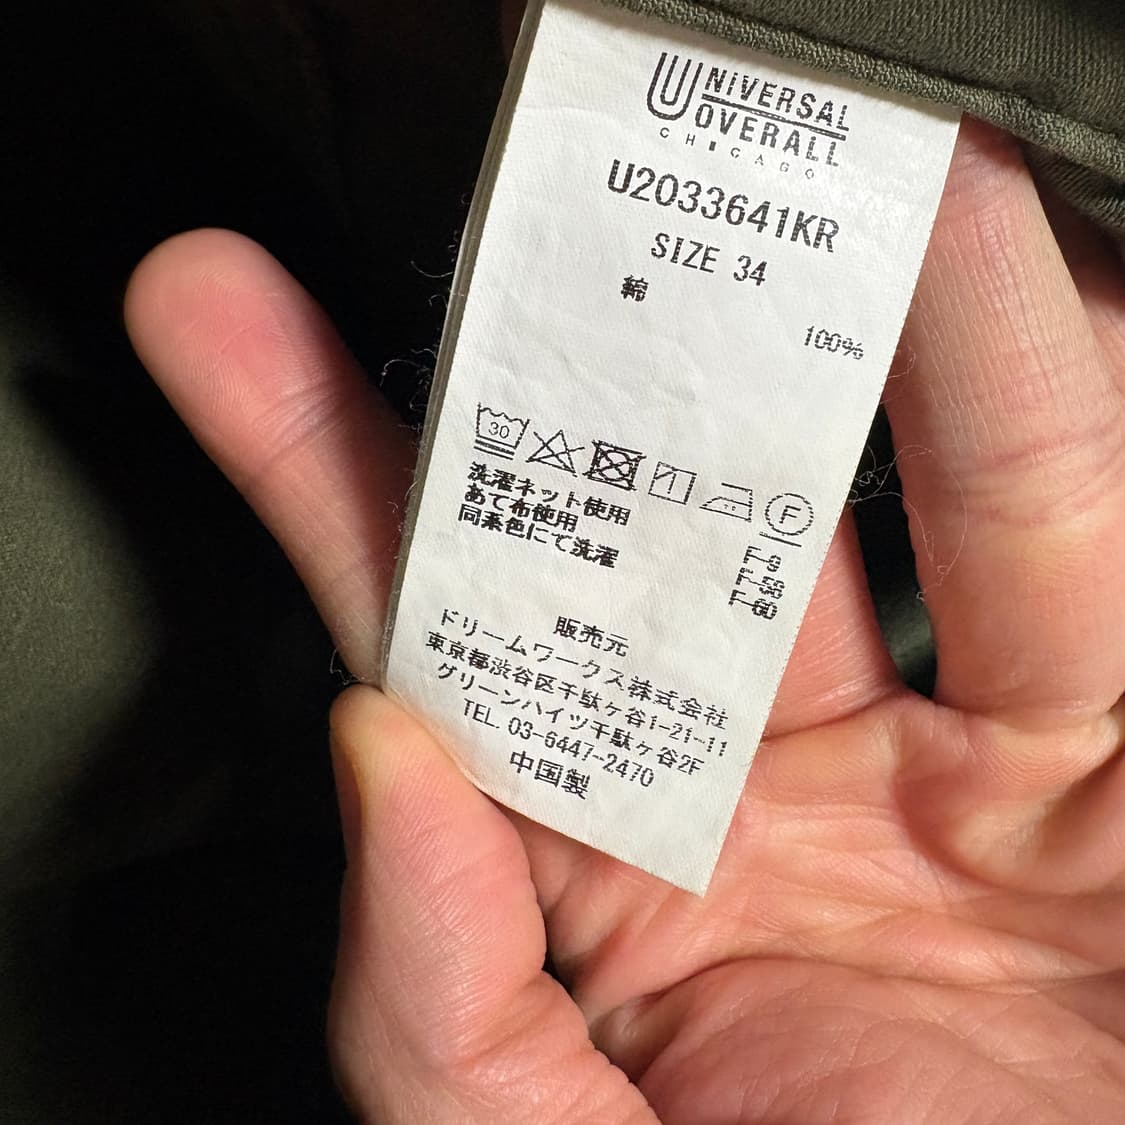 UNIVERSAL
OVERALL
CHICAGO
U2033641KR
SIZE 34
綿
100%
30
F
洗濯ネット使用
あて布使用
同系色にて洗濯
F-9
F-58
F-60
販売元
ドリームワークス株式会社
東京都渋谷区千駄ヶ谷1-21-11
グリーンハイツ千駄ヶ谷2F
TEL. 03-6447-2470
中国製